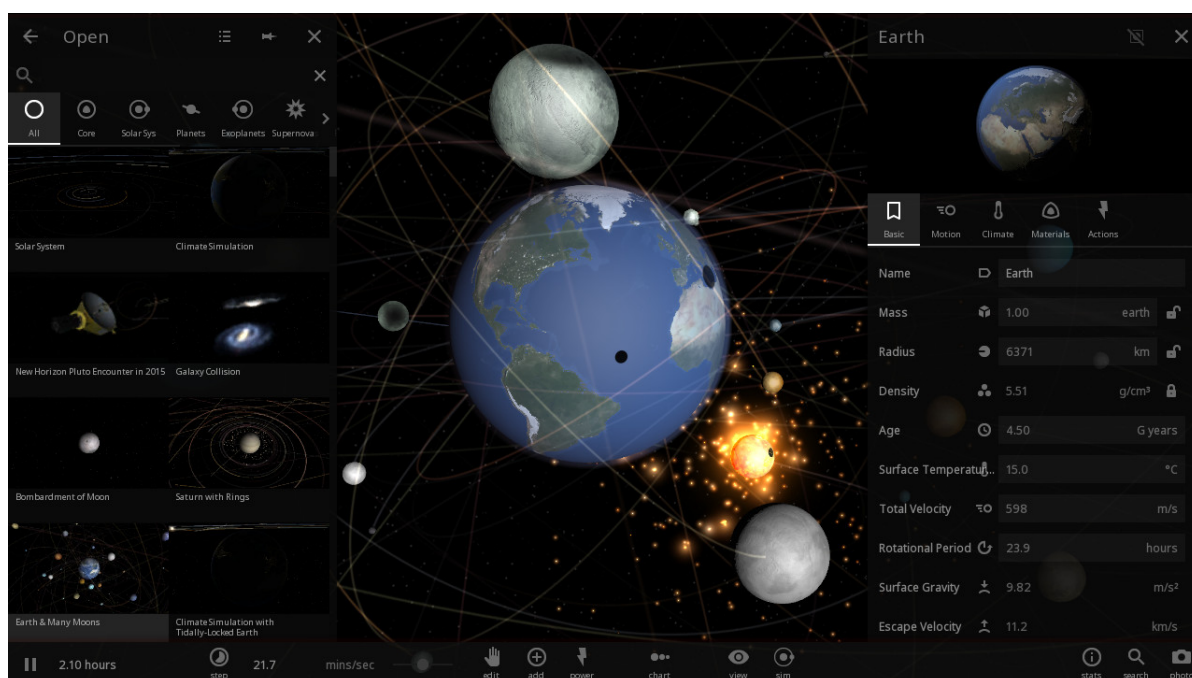 Open
All
Core
Solar Sys
Planets
Exoplanets
Supernova
Solar System
Climate Simulation
New Horizon Pluto Encounter in 2015
Galaxy Collision
Bombardment of Moon
Saturn with Rings
Earth & Many Moons
Climate Simulation with
Tidally-Locked Earth
Earth
Basic
Motion
Climate
Materials
Actions
Name Earth
Mass 1.00 earth
Radius 6371 km
Density 5.51 g/cm³
Age 4.50 G years
Surface Temperatur... 15.0 °C
Total Velocity 598 m/s
Rotational Period 23.9 hours
Surface Gravity 9.82 m/s²
Escape Velocity 11.2 km/s
2.10 hours
step
21.7 mins/sec
edit
add
power
chart
view
sim
stats
search
photo